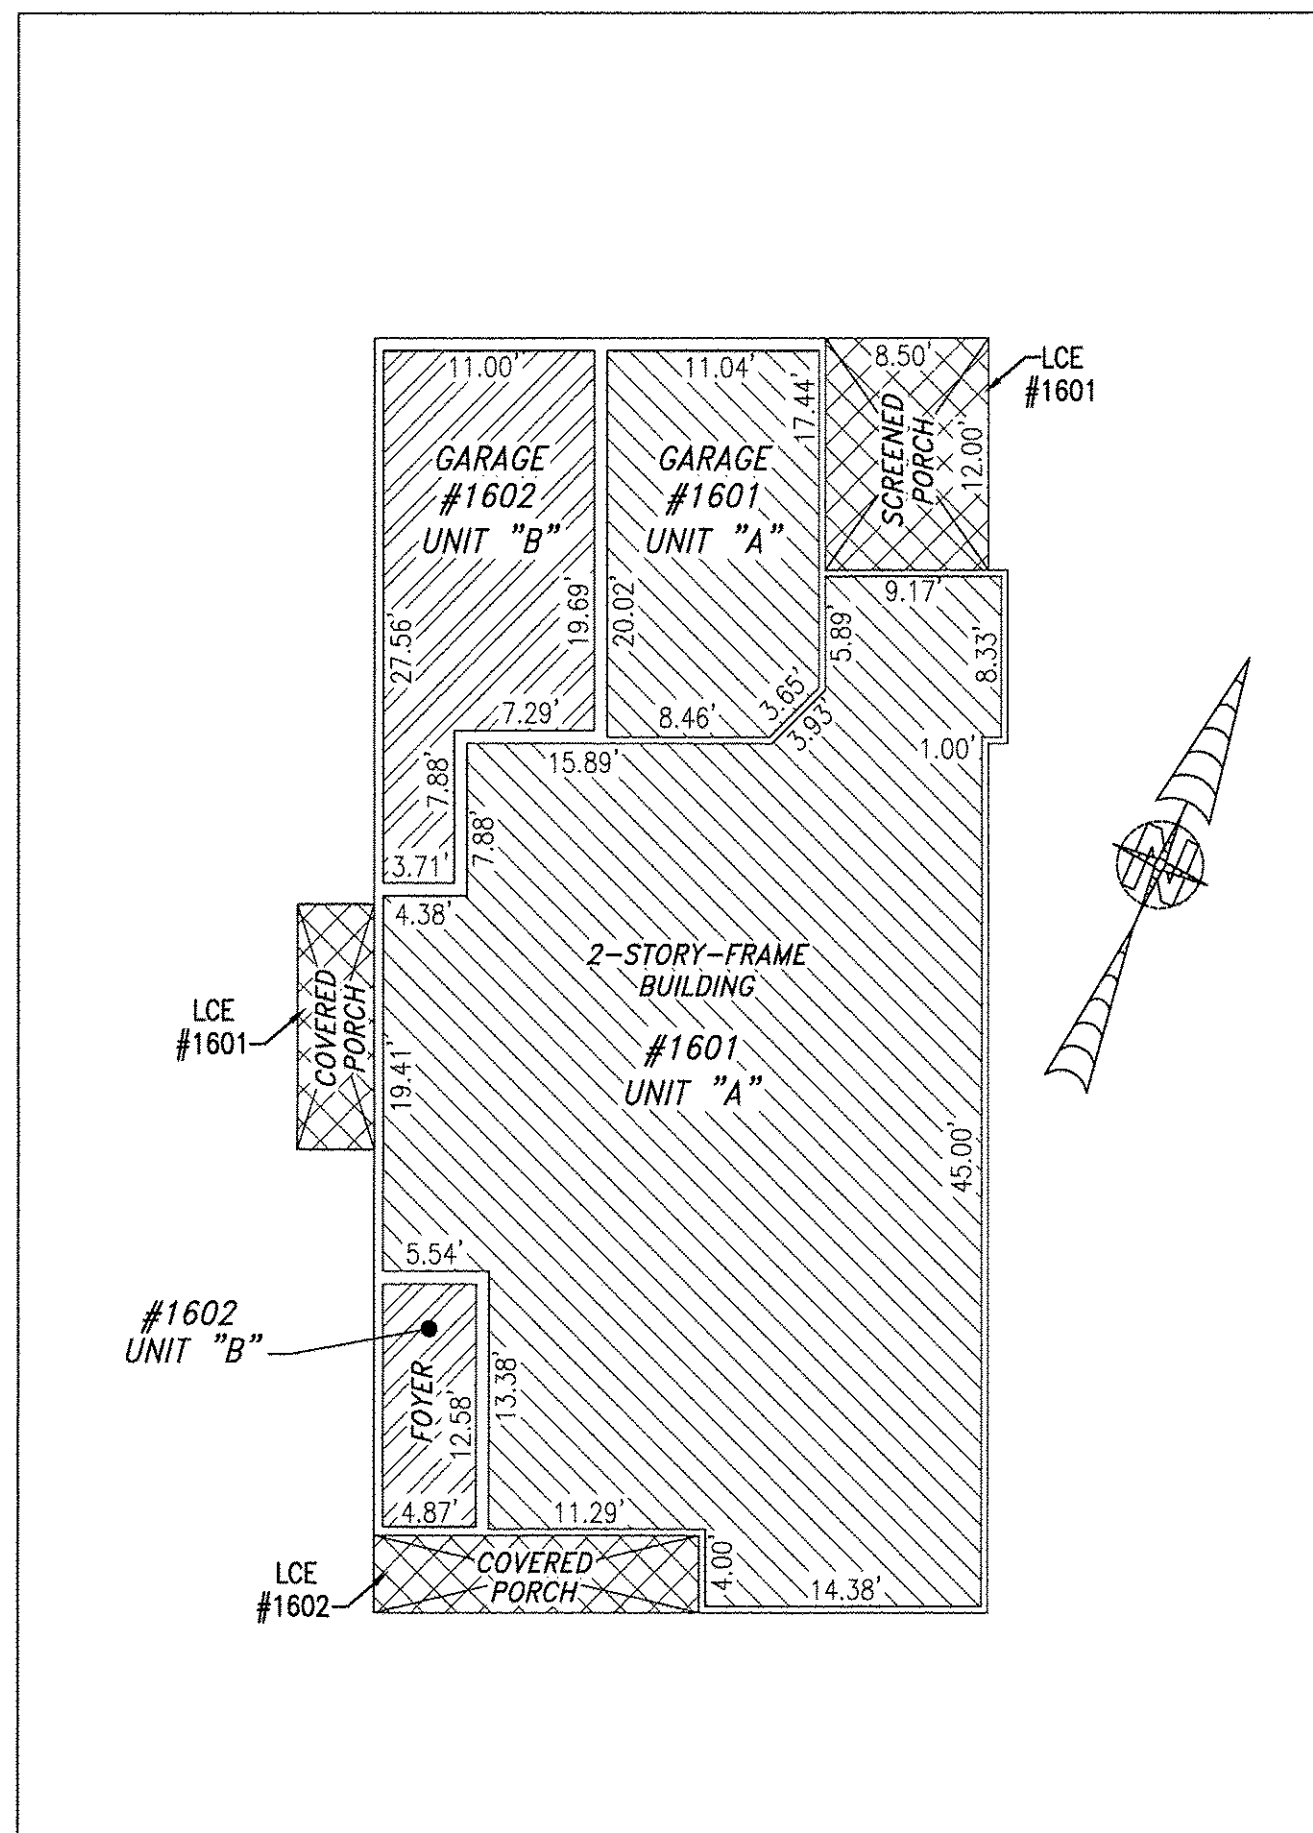 11.00'
11.04'
8.50'
LCE
#1601
17.44'
SCREENED
PORCH
12.00'
GARAGE
#1602
UNIT "B"
GARAGE
#1601
UNIT "A"
27.56'
19.69'
20.02'
5.89'
9.17'
8.33'
7.29'
8.46'
3.65'
3.93'
1.00'
15.89'
7.88'
7.88'
3.71'
4.38'
N
2-STORY-FRAME
BUILDING
#1601
UNIT "A"
LCE
#1601
COVERED
PORCH
19.41'
45.00'
5.54'
#1602
UNIT "B"
FOYER
12.58'
13.38'
4.87'
11.29'
COVERED
PORCH
LCE
#1602
4.00'
14.38'